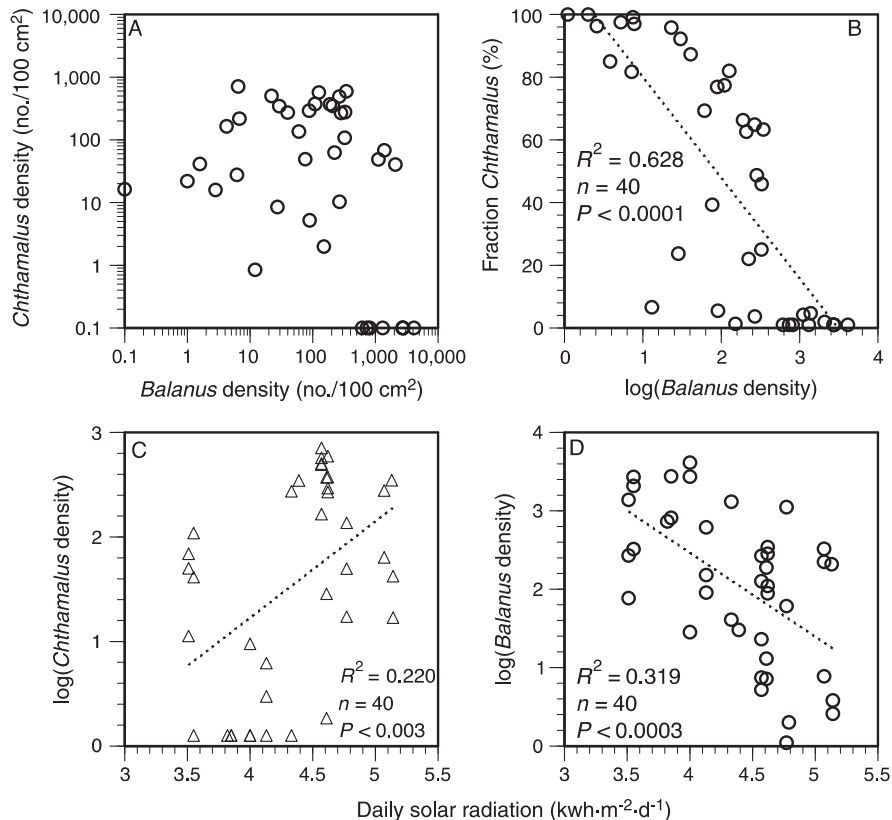 A
Chthamalus density (no./100 cm²)
10,000
1,000
100
10
1
0.1
0.1
1
10
100
1,000
10,000
Balanus density (no./100 cm²)
B
Fraction Chthamalus (%)
100
80
60
40
20
0
R² = 0.628
n = 40
P < 0.0001
0
1
2
3
4
log(Balanus density)
C
log(Chthamalus density)
3
2
1
0
R² = 0.220
n = 40
P < 0.003
3
3.5
4
4.5
5
5.5
D
log(Balanus density)
4
3
2
1
0
R² = 0.319
n = 40
P < 0.0003
3
3.5
4
4.5
5
5.5
Daily solar radiation (kwh·m⁻²·d⁻¹)